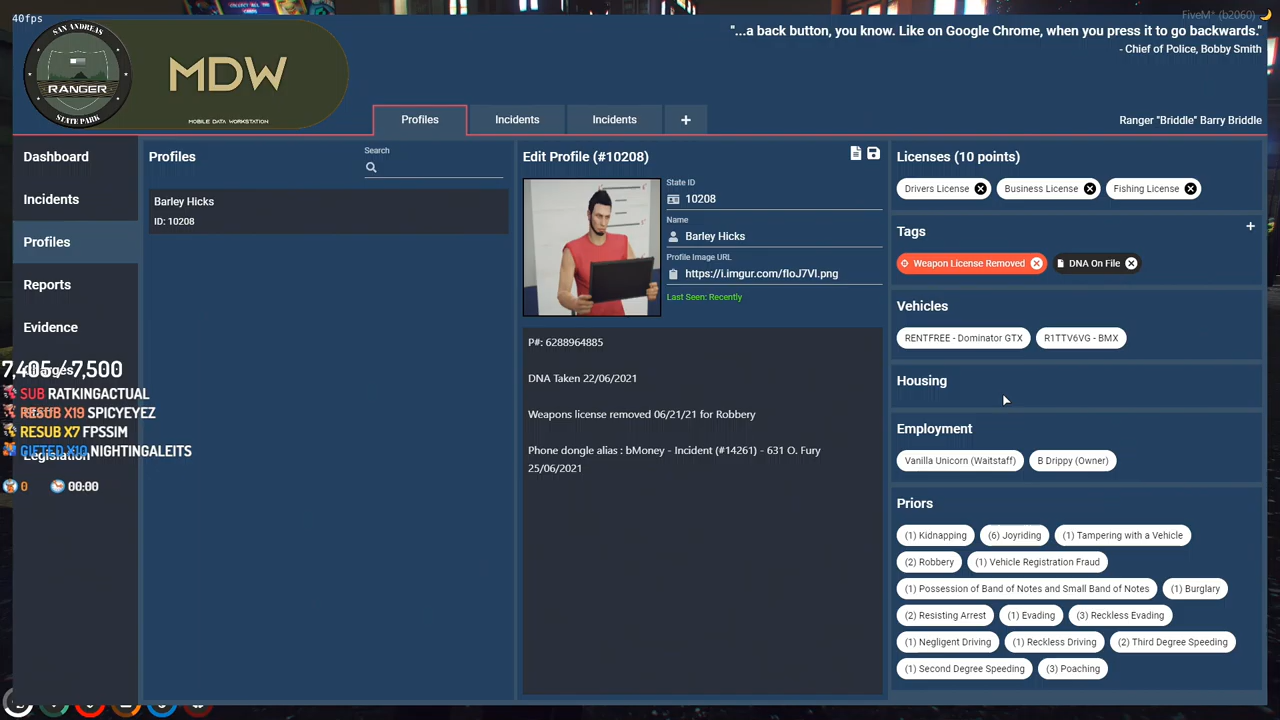 40fps
FiveM* (b2060)
"...a back button, you know. Like on Google Chrome, when you press it to go backwards."
- Chief of Police, Bobby Smith
SAN ANDREAS
RANGER
STATE PARK
MDW
MOBILE DATA WORKSTATION
Profiles
Incidents
Incidents
+
Ranger "Briddle" Barry Briddle
Dashboard
Incidents
Profiles
Reports
Evidence
Charges
Legislation
7,405 / 7,500
SUB RATKINGACTUAL
RESUB X19 SPICYEYEZ
RESUB X7 FPSSIM
GIFTED X10 NIGHTINGALEITS
0
00:00
Profiles
Search
Barley Hicks
ID: 10208
Edit Profile (#10208)
State ID
10208
Name
Barley Hicks
Profile Image URL
https://i.imgur.com/floJ7VI.png
Last Seen: Recently
P#: 6288964885
DNA Taken 22/06/2021
Weapons license removed 06/21/21 for Robbery
Phone dongle alias : bMoney - Incident (#14261) - 631 O. Fury
25/06/2021
Licenses (10 points)
Drivers License
Business License
Fishing License
Tags
+
Weapon License Removed
DNA On File
Vehicles
RENTFREE - Dominator GTX
R1TTV6VG - BMX
Housing
Employment
Vanilla Unicorn (Waitstaff)
B Drippy (Owner)
Priors
(1) Kidnapping
(6) Joyriding
(1) Tampering with a Vehicle
(2) Robbery
(1) Vehicle Registration Fraud
(1) Possession of Band of Notes and Small Band of Notes
(1) Burglary
(2) Resisting Arrest
(1) Evading
(3) Reckless Evading
(1) Negligent Driving
(1) Reckless Driving
(2) Third Degree Speeding
(1) Second Degree Speeding
(3) Poaching